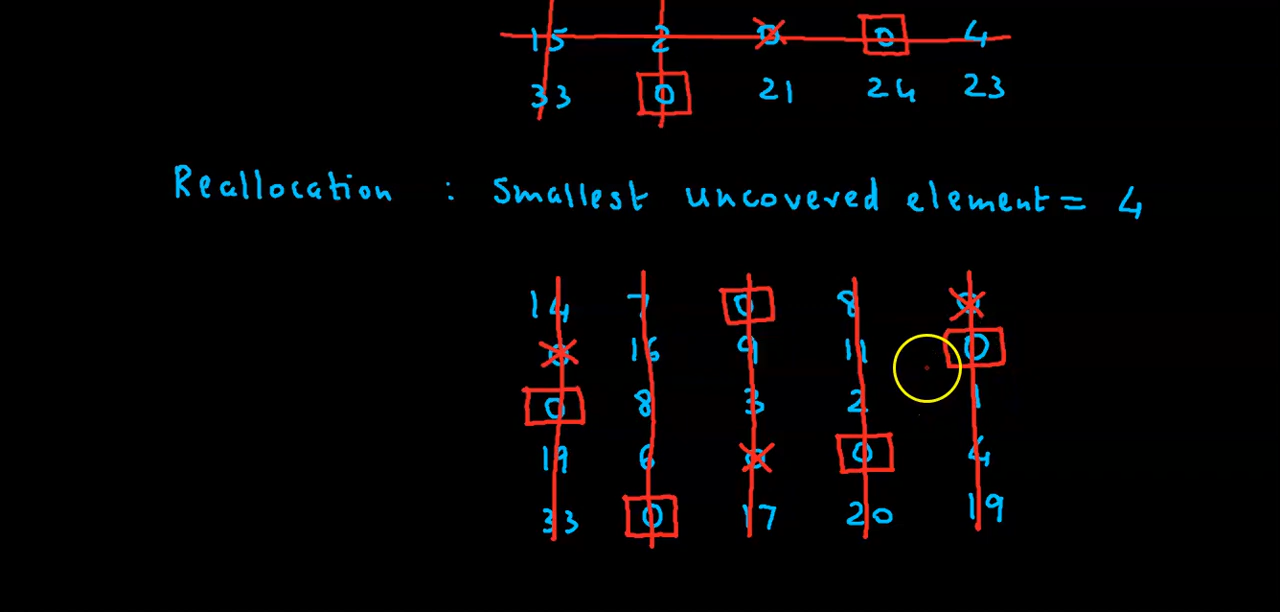 15 2 0 0 4
33 0 21 24 23
Reallocation : Smallest uncovered element = 4
14 7 0 8 0
0 16 9 11 0
0 8 3 2 1
19 6 0 0 4
33 0 17 20 19